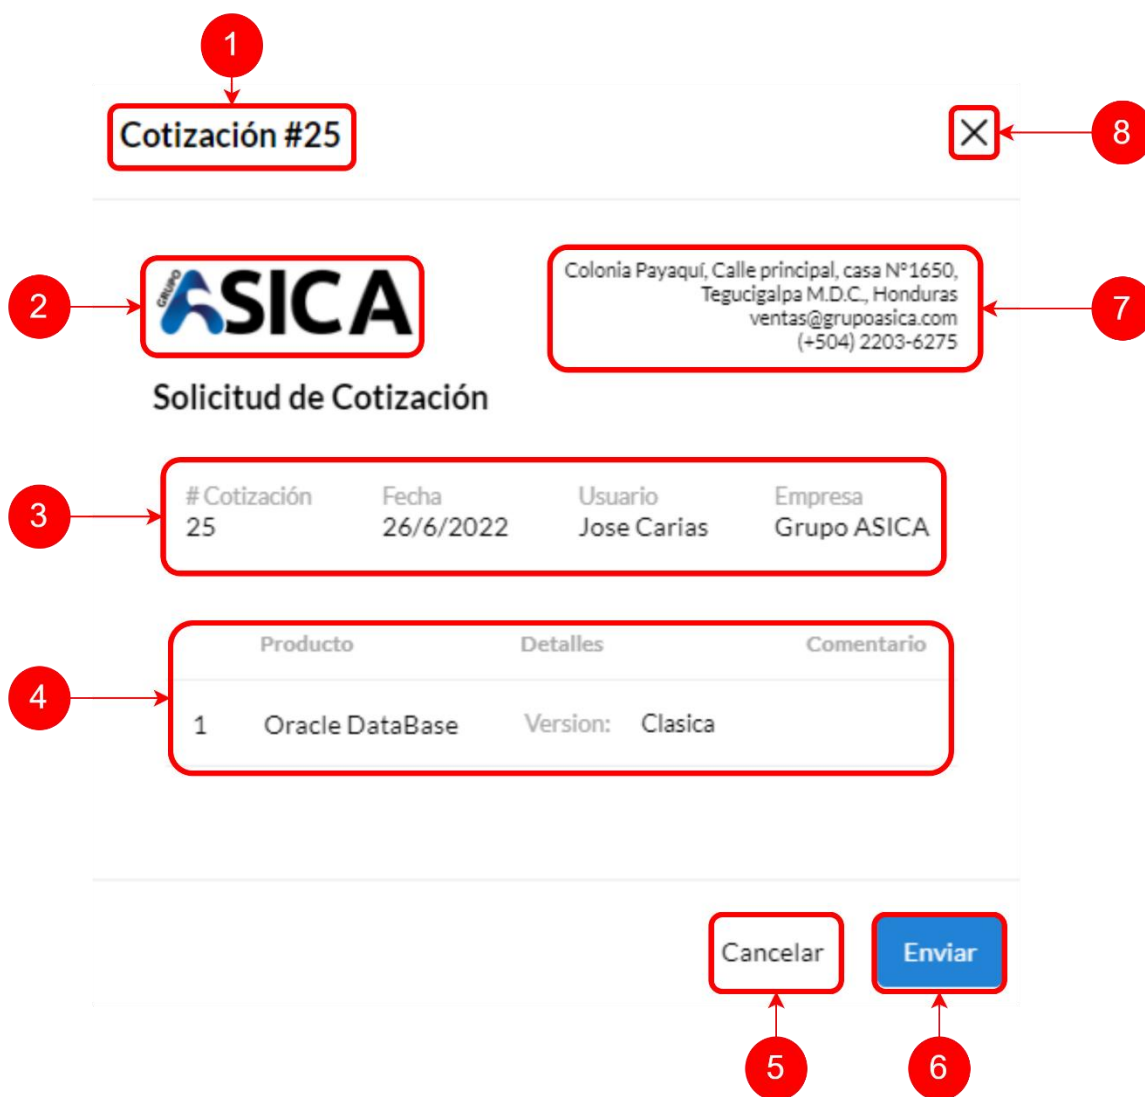 1
Cotización #25
8
2
GRUPO
ASICA
Colonia Payaquí, Calle principal, casa N°1650,
Tegucigalpa M.D.C., Honduras
ventas@grupoasica.com
(+504) 2203-6275
7
Solicitud de Cotización
3
# Cotización Fecha Usuario Empresa
25 26/6/2022 Jose Carias Grupo ASICA
4
Producto Detalles Comentario
1 Oracle DataBase Version: Clasica
Cancelar Enviar
5 6